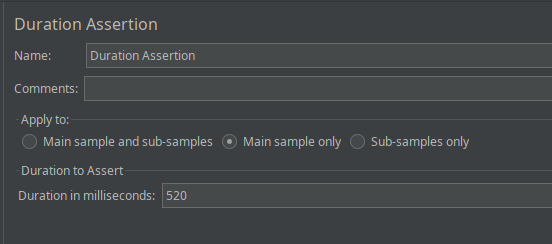 Duration Assertion
Name: Duration Assertion
Comments:
Apply to:
Main sample and sub-samples Main sample only Sub-samples only
Duration to Assert
Duration in milliseconds: 520